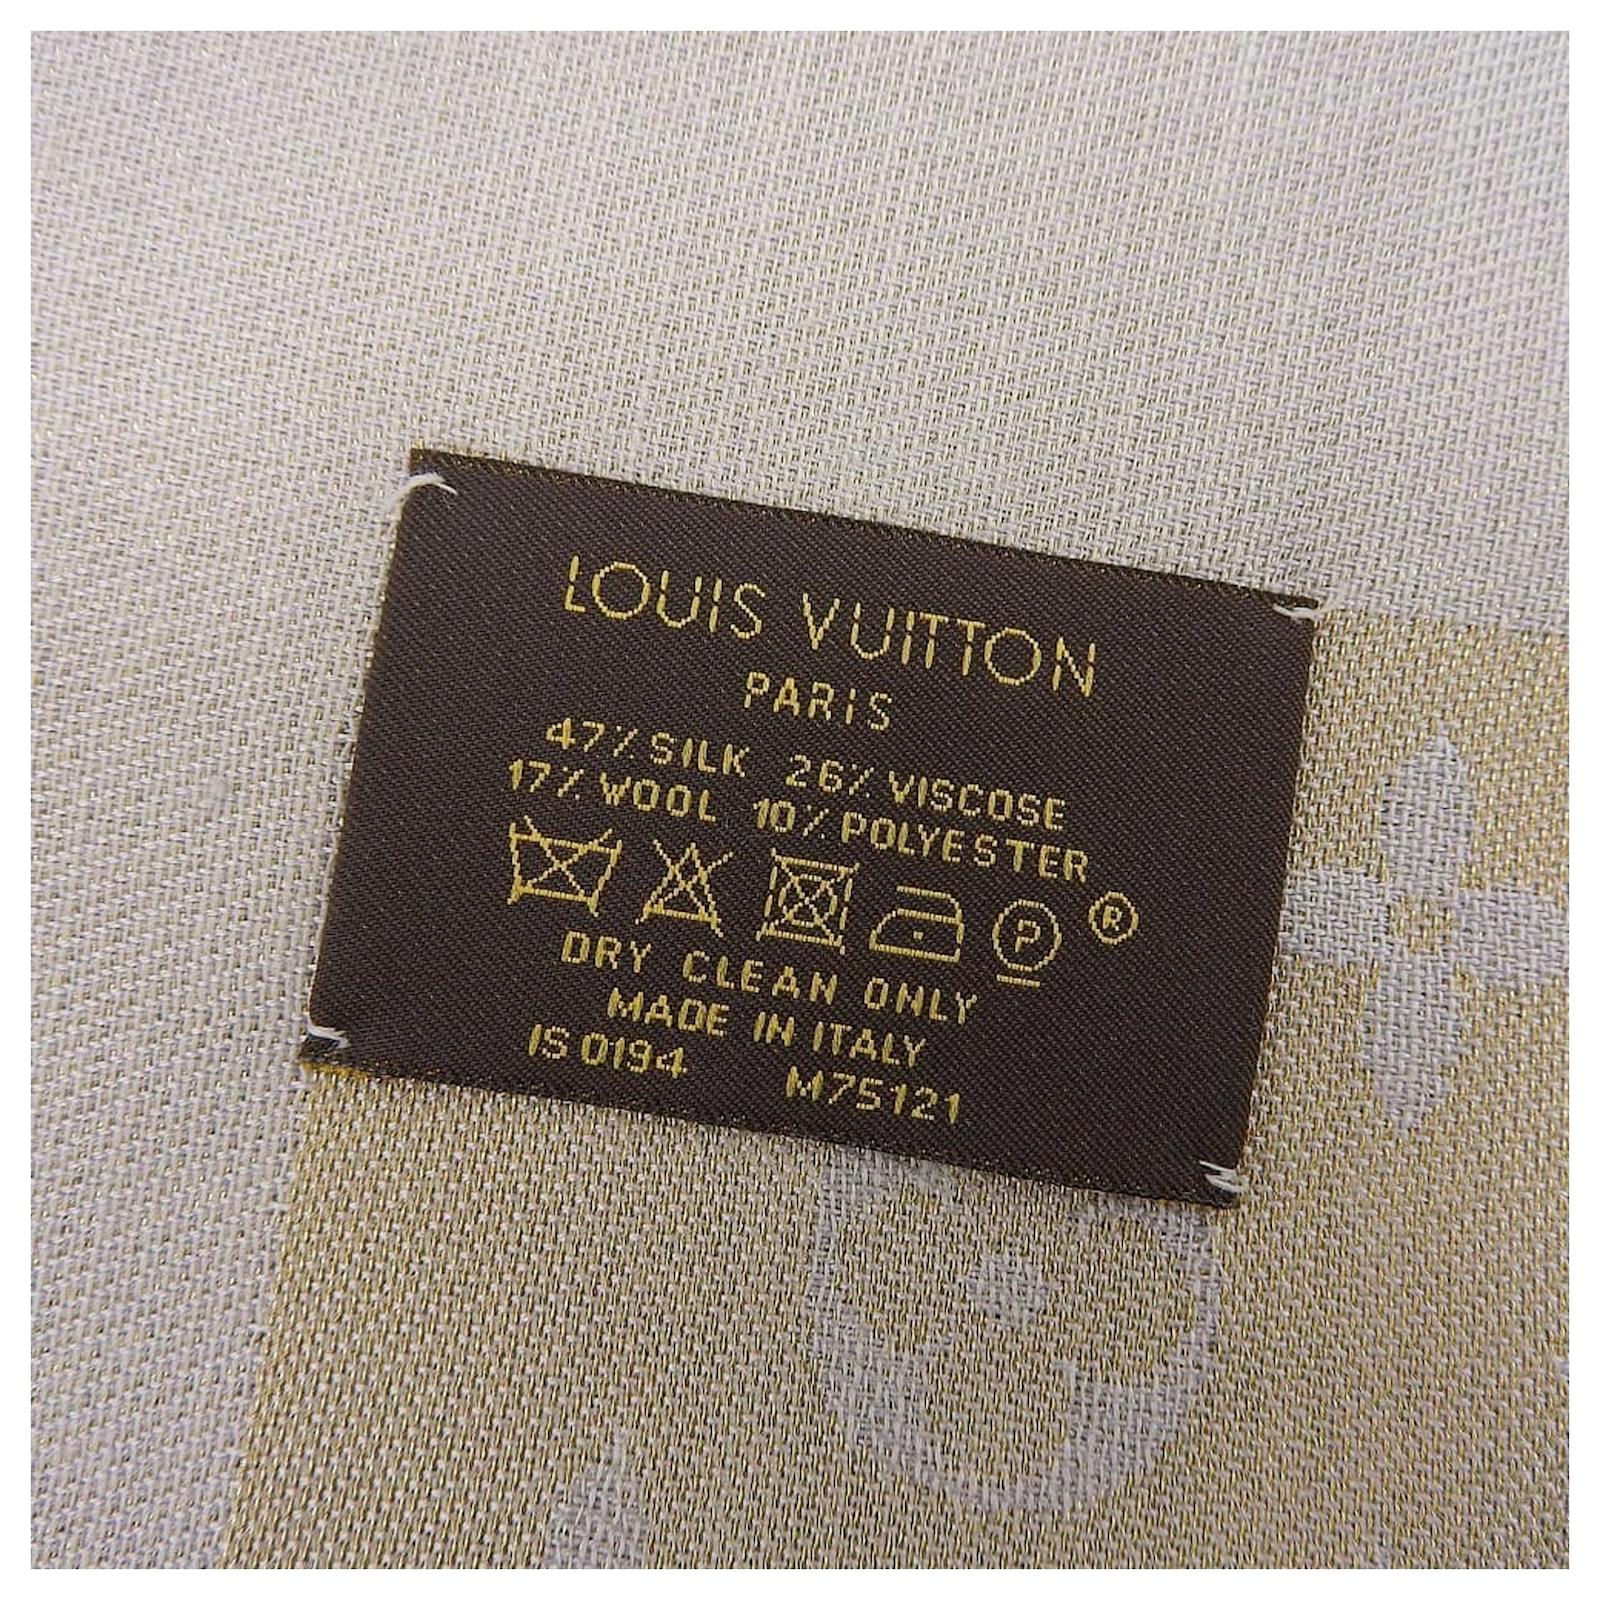 LOUIS VUITTON
PARIS
47% SILK 26% VISCOSE
17% WOOL 10% POLYESTER
P ®
DRY CLEAN ONLY
MADE IN ITALY
IS 0194 M75121